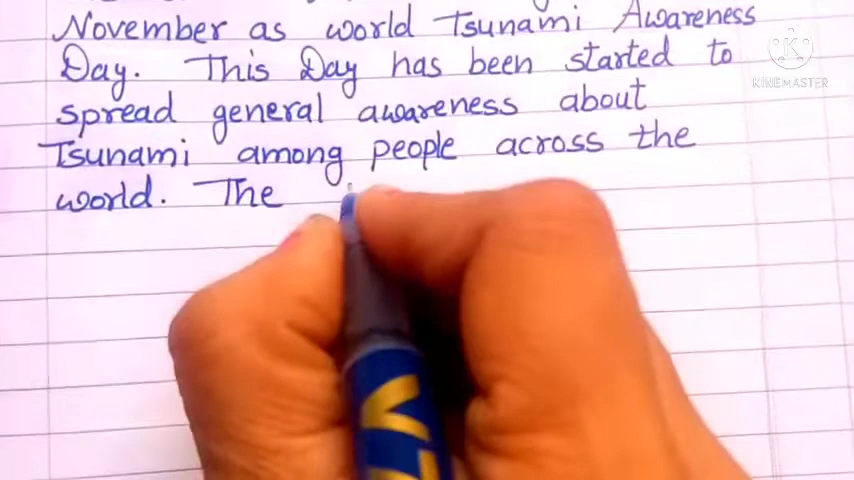 November as world Tsunami Awareness
Day. This Day has been started to
spread general awareness about
Tsunami among people across the
world. The
KINEMASTER
V7